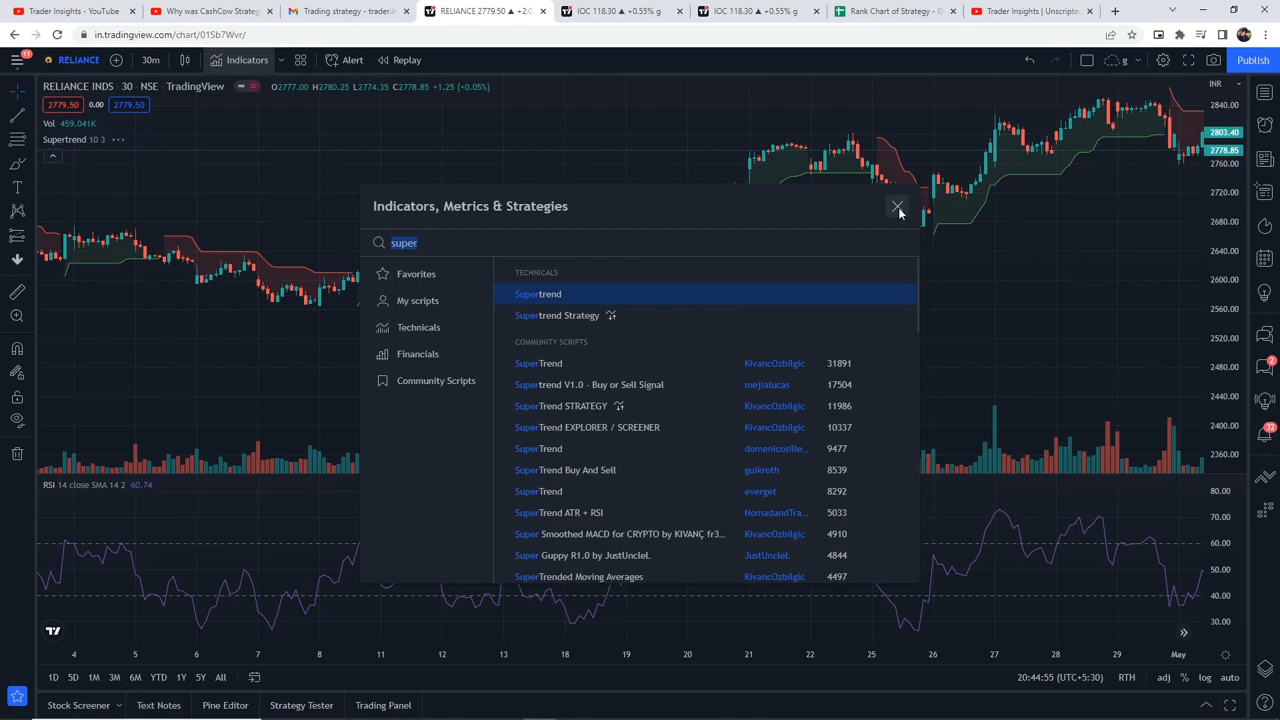 Trader Insights - YouTube
Why was CashCow Strateg
Trading strategy - trader.in
RELIANCE 2779.50 ▲ +2.0
IOC 118.30 ▲ +0.55% g
IOC 118.30 ▲ +0.55% g
Rank Chart of Strategy - Go
Trader Insights | Unscripte
in.tradingview.com/chart/01Sb7Wvr/
11
RELIANCE
30m
Indicators
Alert
Replay
g
Publish
RELIANCE INDS · 30 · NSE TradingView
O2777.00 H2780.25 L2774.35 C2778.85 +1.25 (+0.05%)
INR
2779.50 0.00 2779.50
Vol 459.041K
Supertrend 10 3
2840.00
2803.40
2778.85
2760.00
2720.00
2680.00
2640.00
2600.00
2560.00
2520.00
2480.00
2440.00
2400.00
2360.00
Indicators, Metrics & Strategies
super
Favorites
My scripts
Technicals
Financials
Community Scripts
TECHNICALS
Supertrend
Supertrend Strategy
COMMUNITY SCRIPTS
SuperTrend KivancOzbilgic 31891
Supertrend V1.0 - Buy or Sell Signal mejialucas 17504
SuperTrend STRATEGY KivancOzbilgic 11986
SuperTrend EXPLORER / SCREENER KivancOzbilgic 10337
SuperTrend domenicosille... 9477
SuperTrend Buy And Sell guikroth 8539
SuperTrend everget 8292
SuperTrend ATR + RSI NomadandTra... 5033
Super Smoothed MACD for CRYPTO by KIVANÇ fr3... KivancOzbilgic 4910
Super Guppy R1.0 by JustUncleL JustUncleL 4844
SuperTrended Moving Averages KivancOzbilgic 4497
2
32
RSI 14 close SMA 14 2 60.74
80.00
70.00
60.00
50.00
40.00
30.00
4 5 6 7 8 11 12 13 18 19 20 21 22 25 26 27 28 May
1D 5D 1M 3M 6M YTD 1Y 5Y All
20:44:55 (UTC+5:30) RTH adj % log auto
Stock Screener Text Notes Pine Editor Strategy Tester Trading Panel